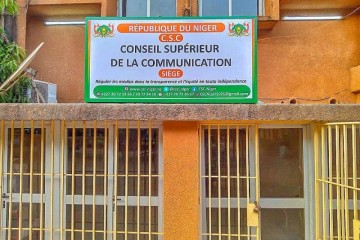 RÉPUBLIQUE DU NIGER
C.S.C
CONSEIL SUPÉRIEUR
DE LA COMMUNICATION
SIÈGE
Réguler les médias dans la transparence et l'équité en toute indépendance